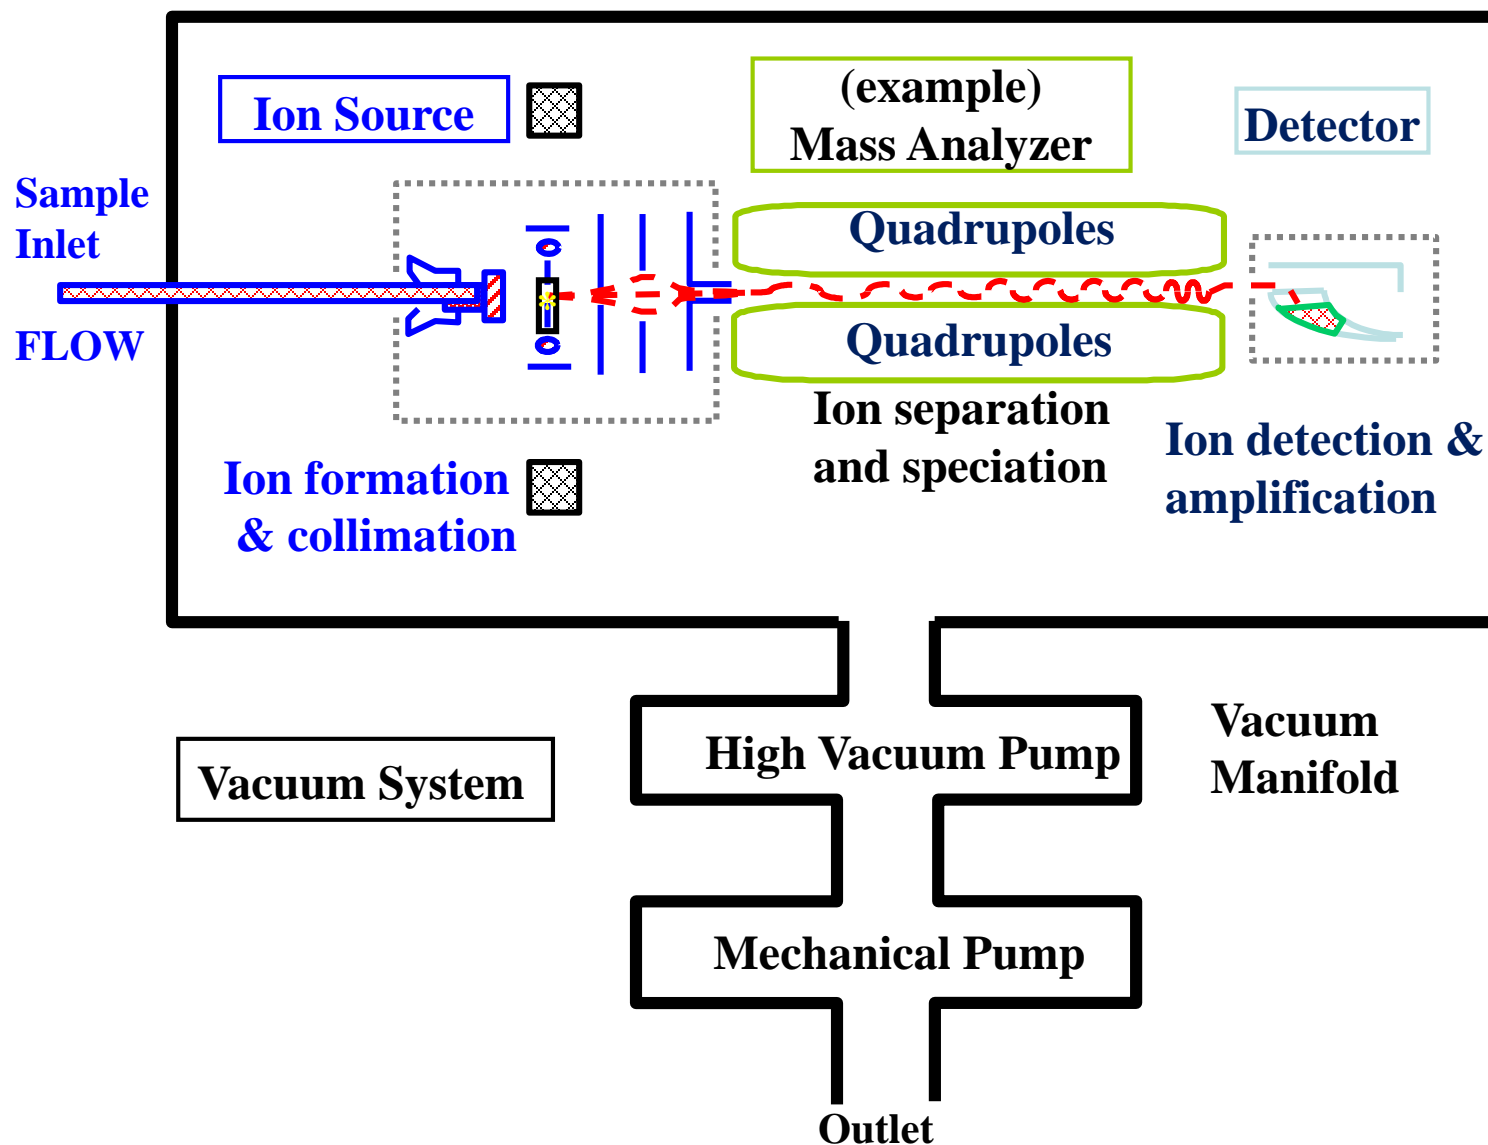 Ion Source
(example)
Mass Analyzer
Detector
Sample
Inlet
FLOW
Quadrupoles
Quadrupoles
Ion separation
and speciation
Ion formation
& collimation
Ion detection &
amplification
Vacuum System
High Vacuum Pump
Vacuum
Manifold
Mechanical Pump
Outlet